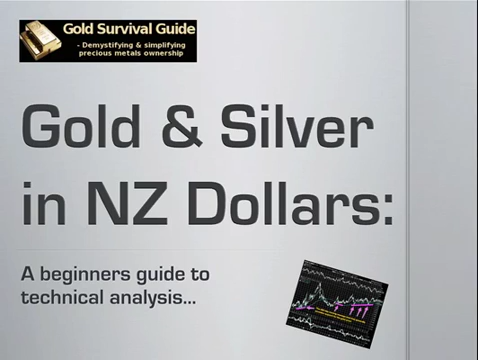 Gold Survival Guide
- Demystifying & simplifying
precious metals ownership
Gold & Silver
in NZ Dollars:
A beginners guide to
technical analysis...